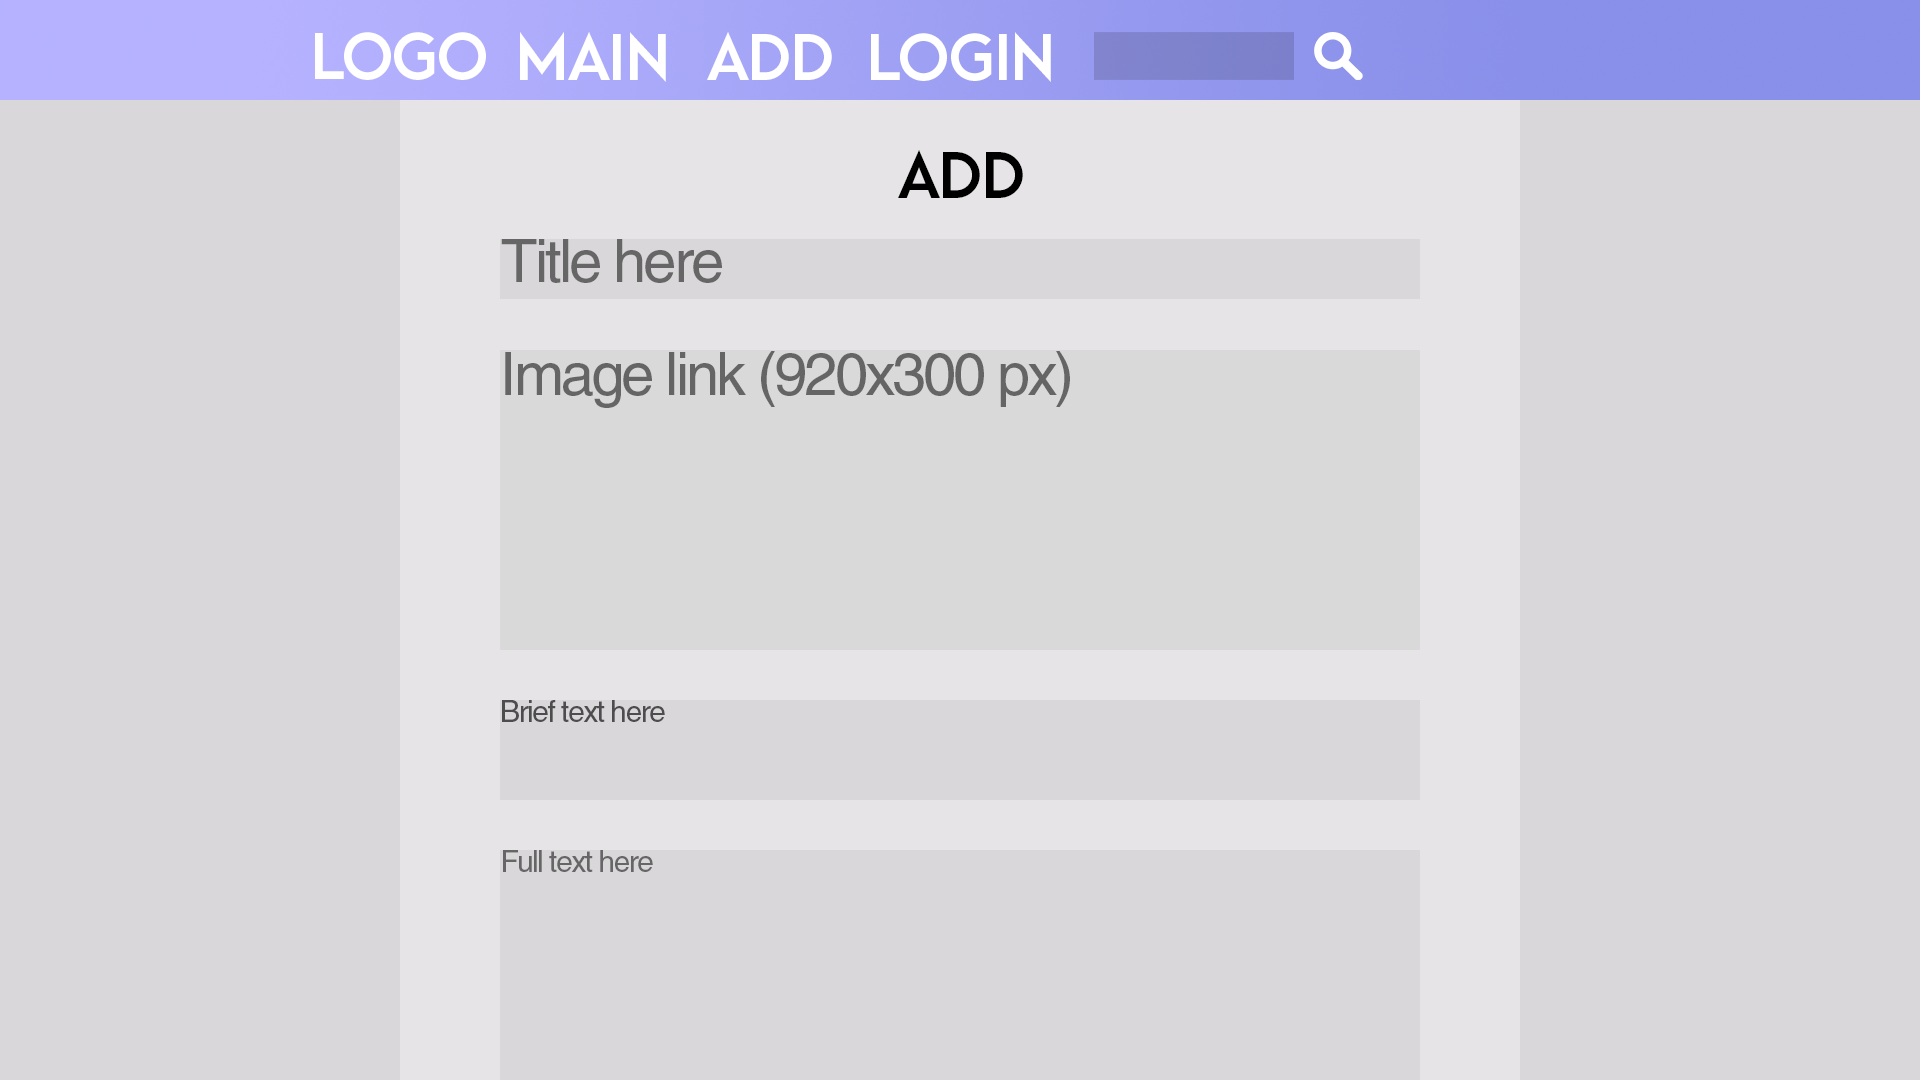 LOGO MAIN ADD LOGIN
ADD
Title here
Image link (920x300 px)
Brief text here
Full text here